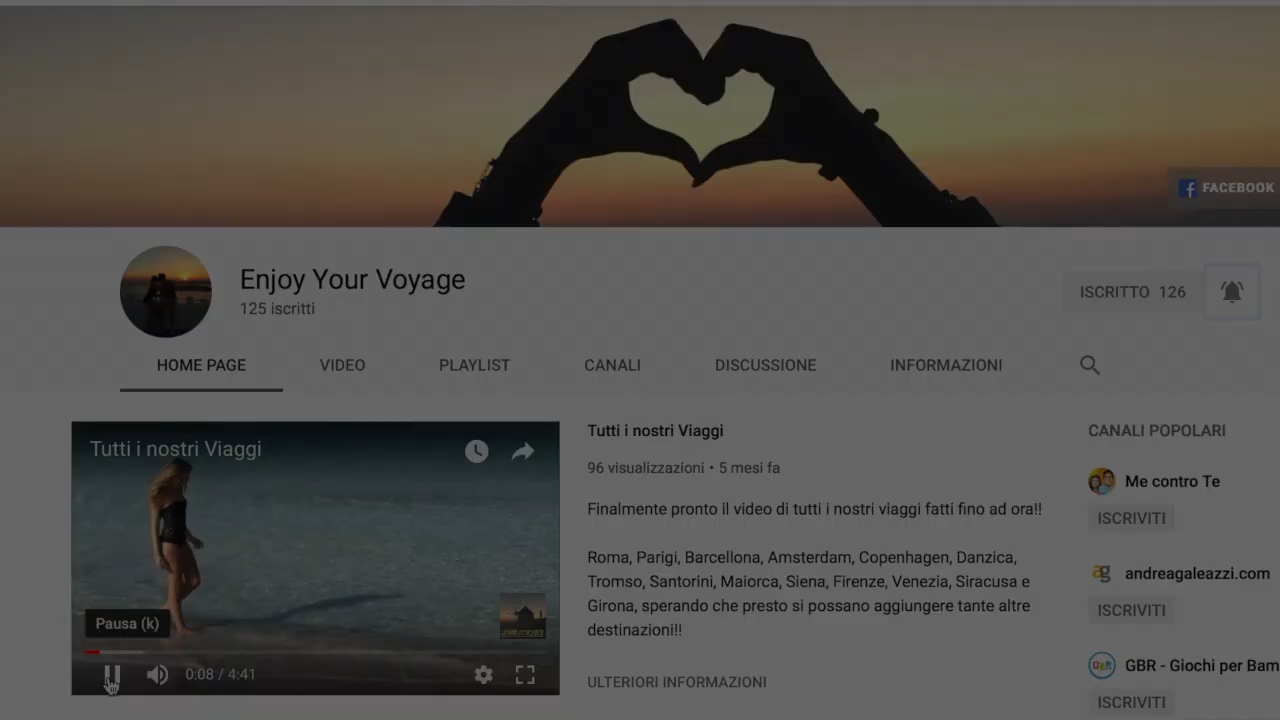 FACEBOOK
Enjoy Your Voyage
125 iscritti
ISCRITTO 126
HOME PAGE VIDEO PLAYLIST CANALI DISCUSSIONE INFORMAZIONI
Tutti i nostri Viaggi
Pausa (k)
0:08 / 4:41
Tutti i nostri Viaggi
96 visualizzazioni • 5 mesi fa
Finalmente pronto il video di tutti i nostri viaggi fatti fino ad ora!!
Roma, Parigi, Barcellona, Amsterdam, Copenhagen, Danzica,
Tromso, Santorini, Maiorca, Siena, Firenze, Venezia, Siracusa e
Girona, sperando che presto si possano aggiungere tante altre
destinazioni!!
ULTERIORI INFORMAZIONI
CANALI POPOLARI
Me contro Te
ISCRIVITI
andreagaleazzi.com
ISCRIVITI
GBR - Giochi per Bam
ISCRIVITI